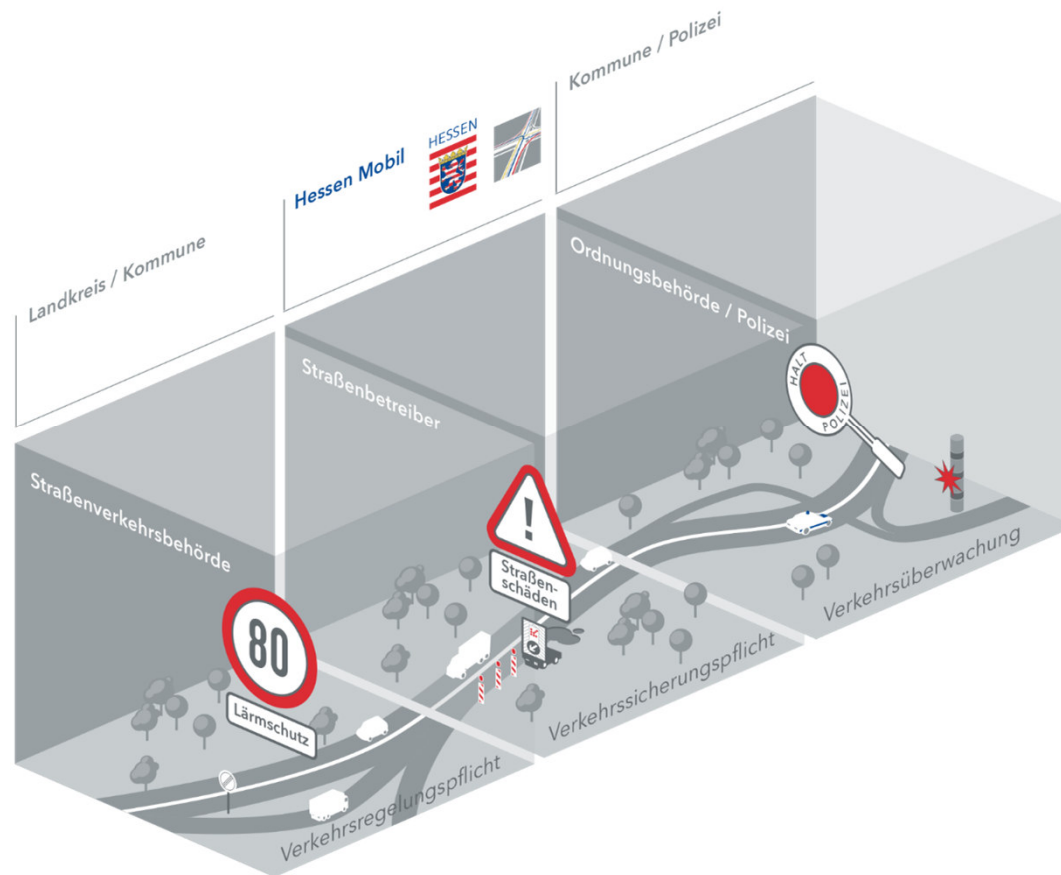 Kommune / Polizei
HESSEN
Hessen Mobil
Landkreis / Kommune
Ordnungsbehörde / Polizei
Straßenbetreiber
Straßenverkehrsbehörde
HALT
POLIZEI
Straßen-
schäden
80
Lärmschutz
Verkehrsüberwachung
Verkehrssicherungspflicht
Verkehrsregelungspflicht